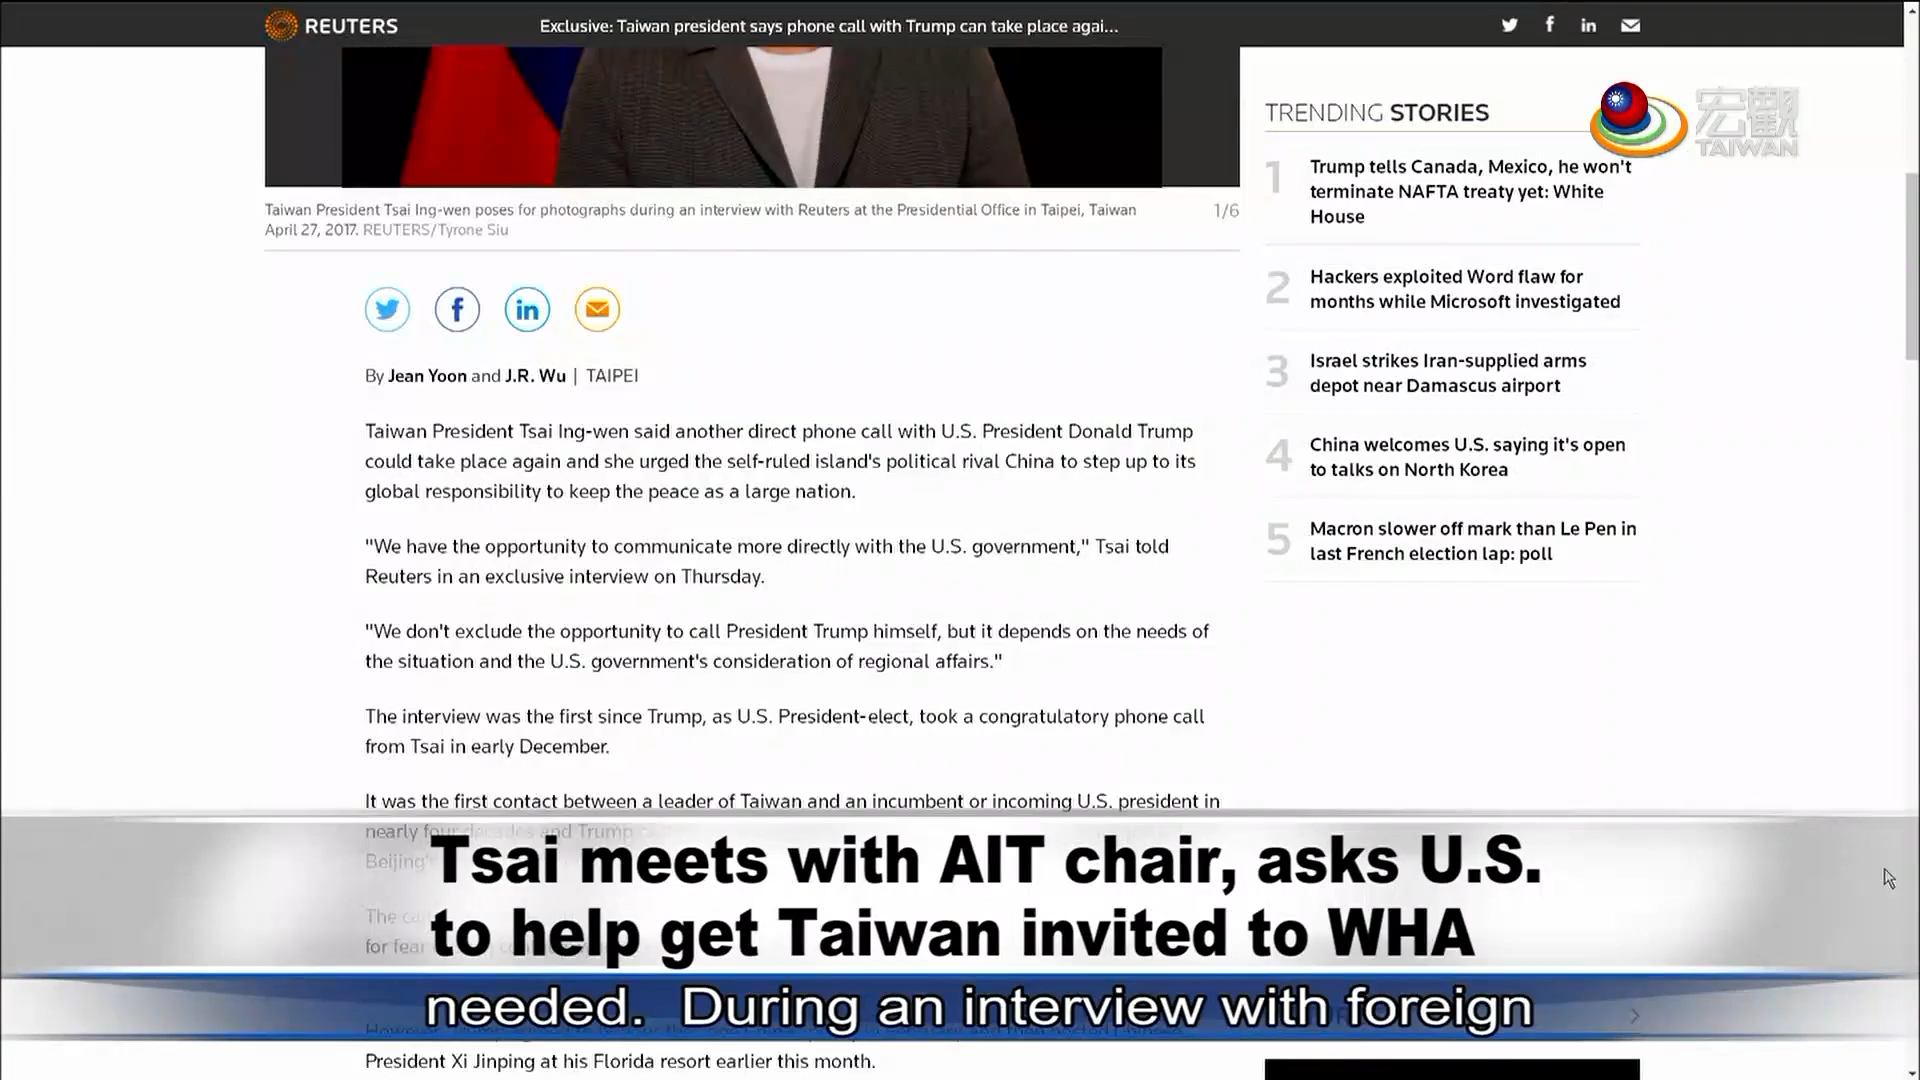 REUTERS
Exclusive: Taiwan president says phone call with Trump can take place agai...
宏觀
TAIWAN
Taiwan President Tsai Ing-wen poses for photographs during an interview with Reuters at the Presidential Office in Taipei, Taiwan
April 27, 2017. REUTERS/Tyrone Siu
1/6
By Jean Yoon and J.R. Wu | TAIPEI
Taiwan President Tsai Ing-wen said another direct phone call with U.S. President Donald Trump
could take place again and she urged the self-ruled island's political rival China to step up to its
global responsibility to keep the peace as a large nation.
"We have the opportunity to communicate more directly with the U.S. government," Tsai told
Reuters in an exclusive interview on Thursday.
"We don't exclude the opportunity to call President Trump himself, but it depends on the needs of
the situation and the U.S. government's consideration of regional affairs."
The interview was the first since Trump, as U.S. President-elect, took a congratulatory phone call
from Tsai in early December.
It was the first contact between a leader of Taiwan and an incumbent or incoming U.S. president in
nearly four decades and Trump
President Xi Jinping at his Florida resort earlier this month.
TRENDING STORIES
1 Trump tells Canada, Mexico, he won't
terminate NAFTA treaty yet: White
House
2 Hackers exploited Word flaw for
months while Microsoft investigated
3 Israel strikes Iran-supplied arms
depot near Damascus airport
4 China welcomes U.S. saying it's open
to talks on North Korea
5 Macron slower off mark than Le Pen in
last French election lap: poll
Tsai meets with AIT chair, asks U.S.
to help get Taiwan invited to WHA
needed. During an interview with foreign